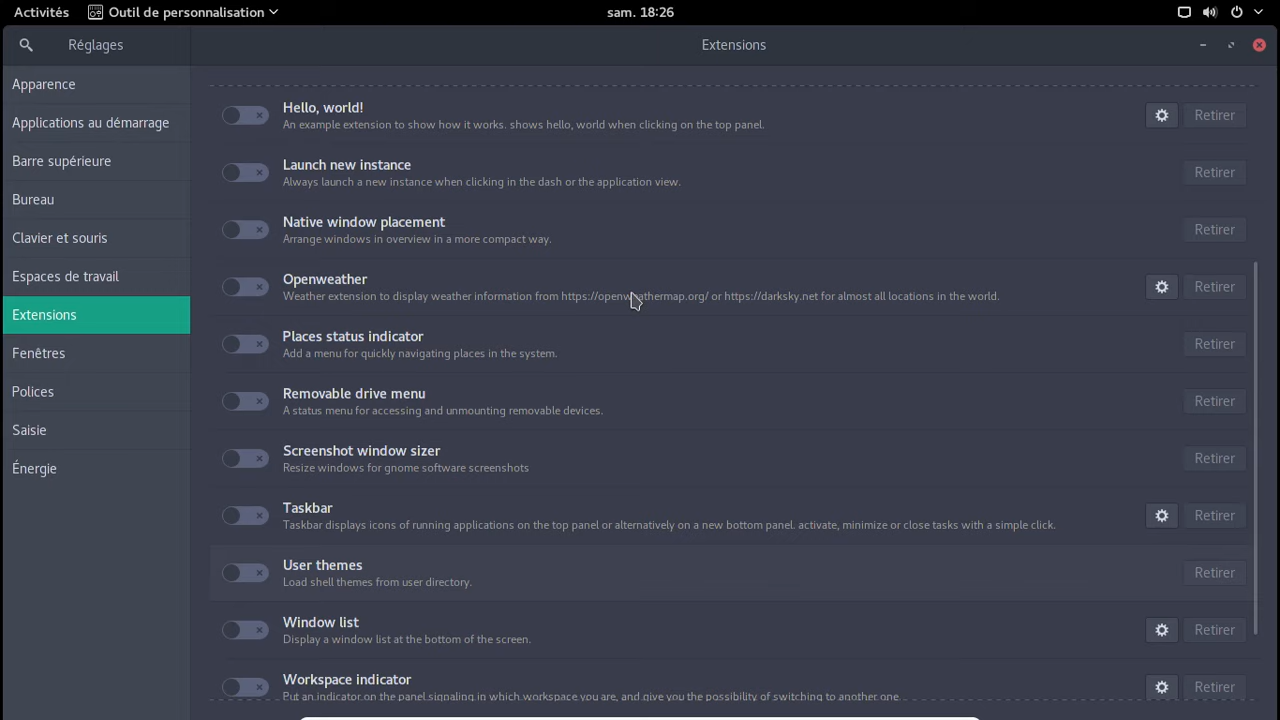 Activités
Outil de personnalisation
sam. 18:26
Réglages
Extensions
Apparence
Applications au démarrage
Barre supérieure
Bureau
Clavier et souris
Espaces de travail
Extensions
Fenêtres
Polices
Saisie
Énergie
Hello, world!
An example extension to show how it works. shows hello, world when clicking on the top panel.
Retirer
Launch new instance
Always launch a new instance when clicking in the dash or the application view.
Retirer
Native window placement
Arrange windows in overview in a more compact way.
Retirer
Openweather
Weather extension to display weather information from https://openweathermap.org/ or https://darksky.net for almost all locations in the world.
Retirer
Places status indicator
Add a menu for quickly navigating places in the system.
Retirer
Removable drive menu
A status menu for accessing and unmounting removable devices.
Retirer
Screenshot window sizer
Resize windows for gnome software screenshots
Retirer
Taskbar
Taskbar displays icons of running applications on the top panel or alternatively on a new bottom panel. activate, minimize or close tasks with a simple click.
Retirer
User themes
Load shell themes from user directory.
Retirer
Window list
Display a window list at the bottom of the screen.
Retirer
Workspace indicator
Put an indicator on the panel signaling in which workspace you are, and give you the possibility of switching to another one.
Retirer